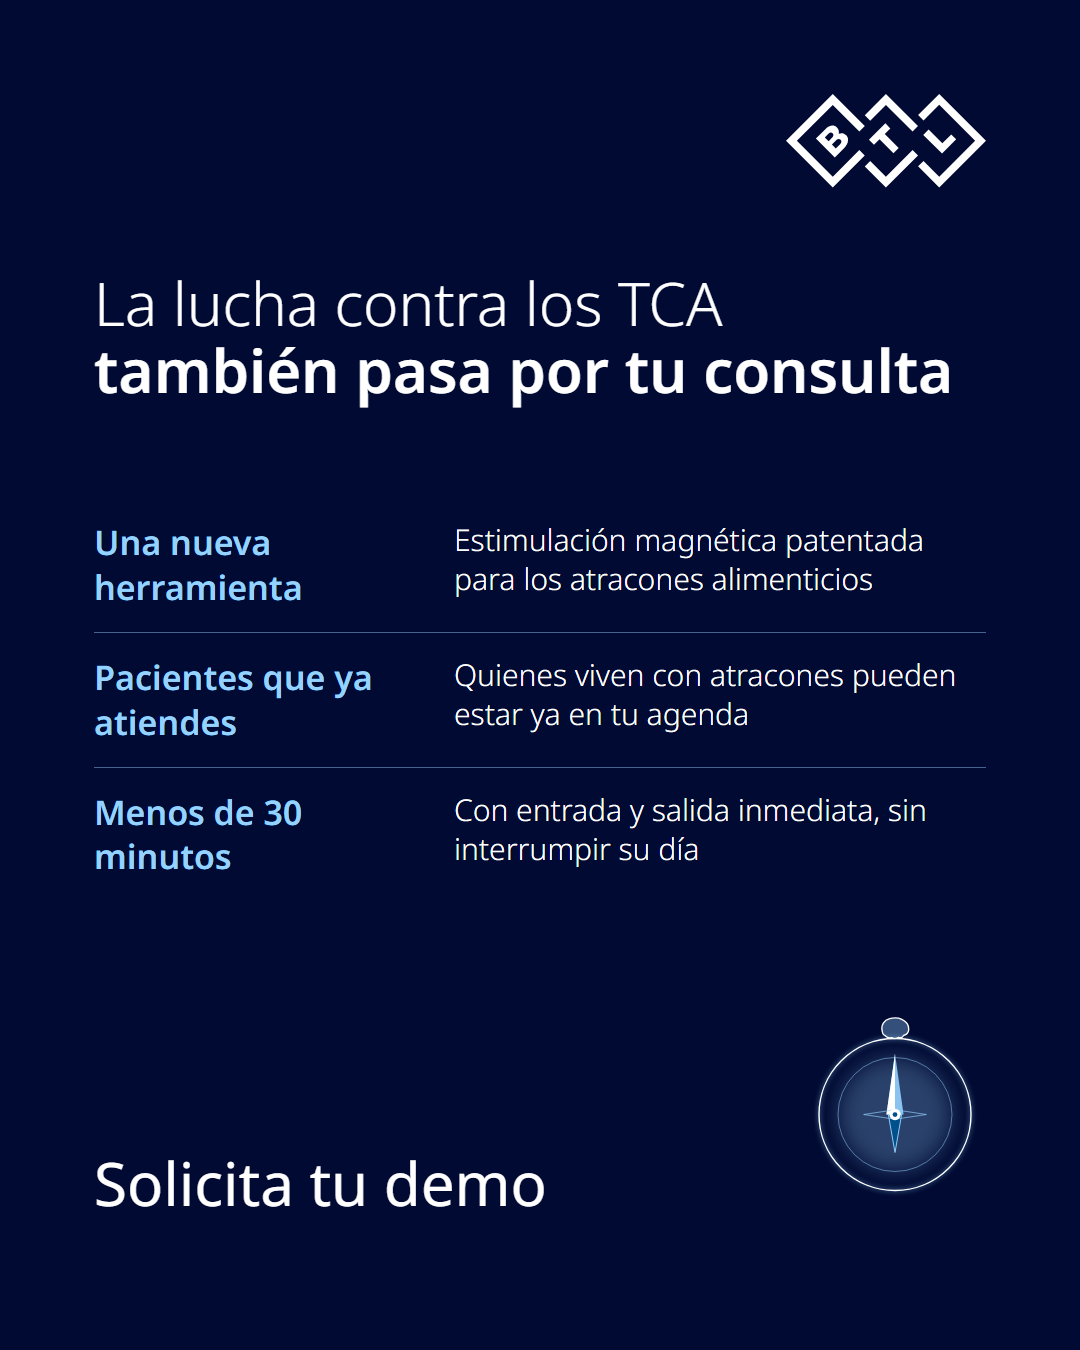 BTL
La lucha contra los TCA
también pasa por tu consulta
Una nueva
herramienta
Estimulación magnética patentada
para los atracones alimenticios
Pacientes que ya
atiendes
Quienes viven con atracones pueden
estar ya en tu agenda
Menos de 30
minutos
Con entrada y salida inmediata, sin
interrumpir su día
Solicita tu demo